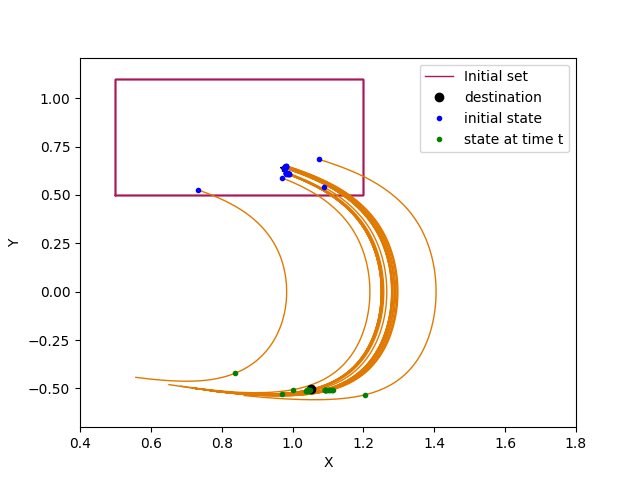 Initial set
destination
initial state
state at time t
1.00
0.75
0.50
0.25
0.00
−0.25
−0.50
Y
0.4 0.6 0.8 1.0 1.2 1.4 1.6 1.8
X